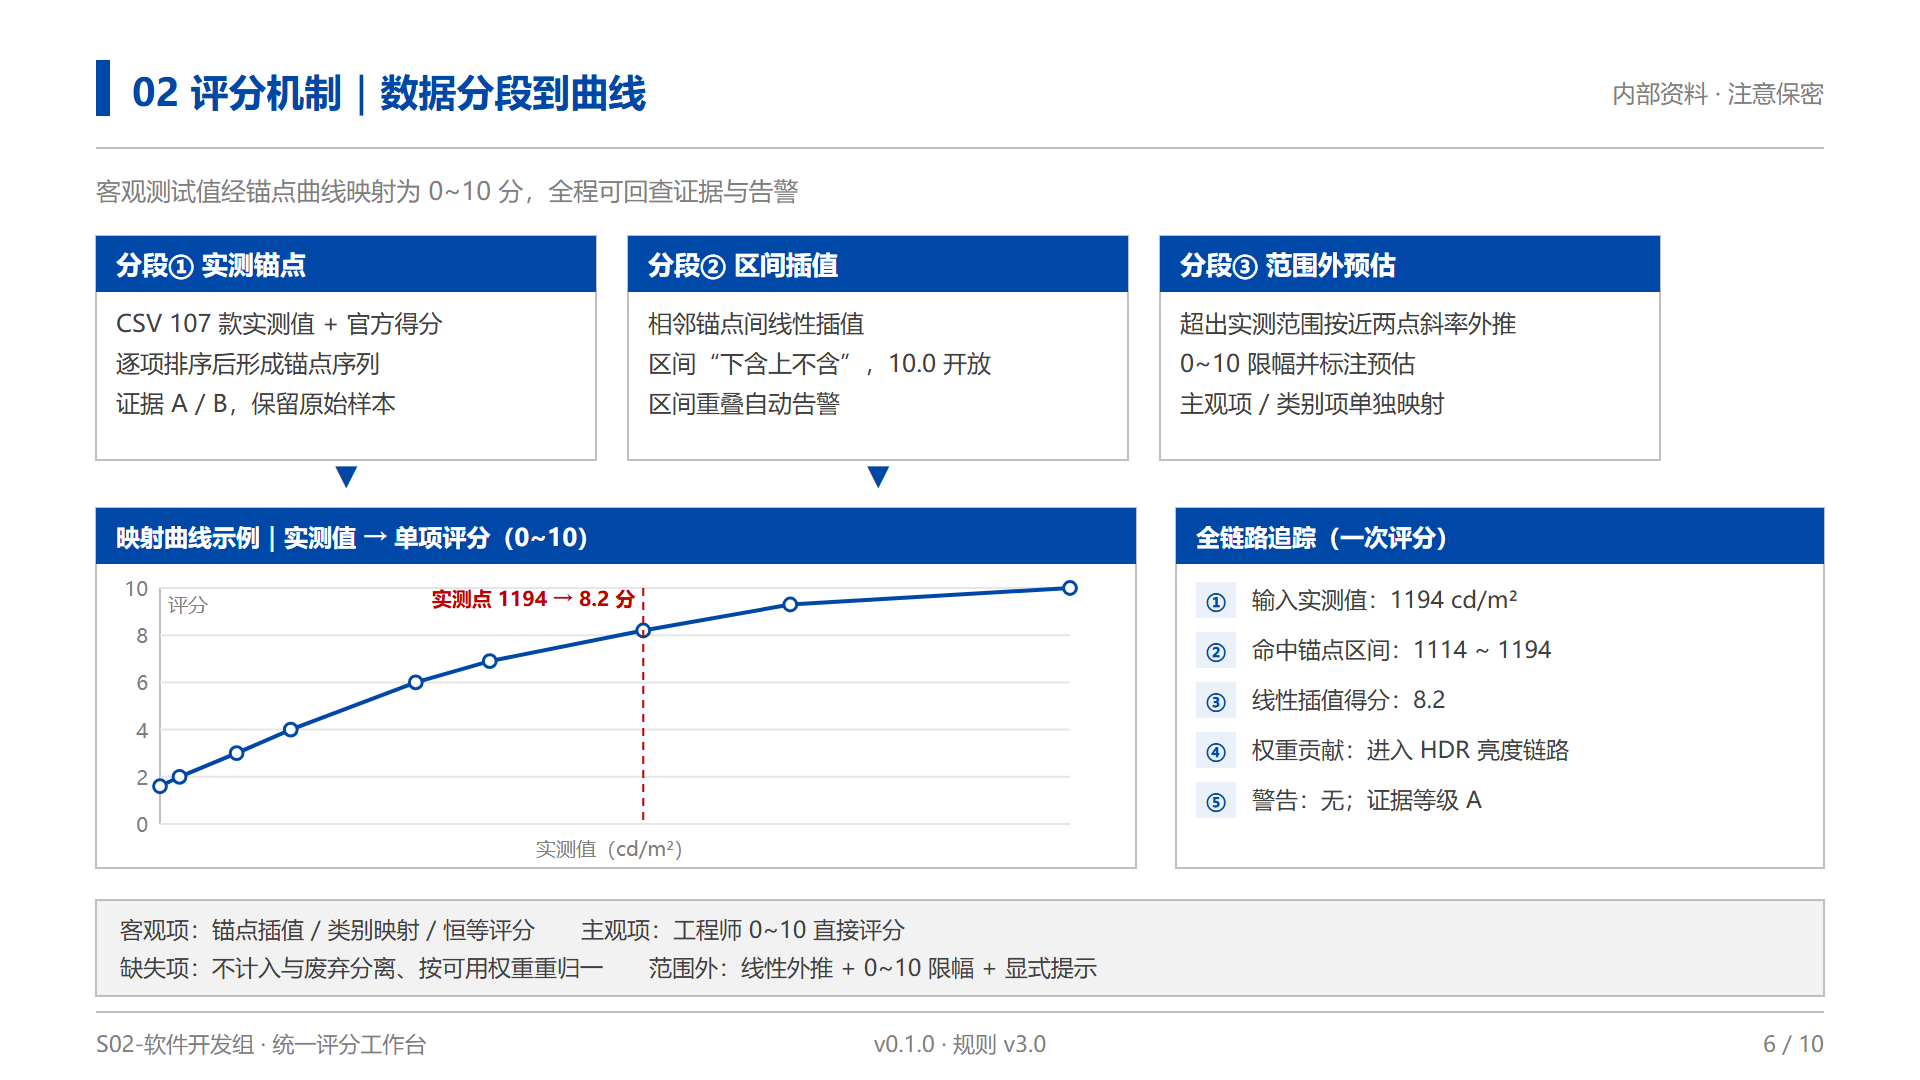 02 评分机制｜数据分段到曲线
内部资料 · 注意保密
客观测试值经锚点曲线映射为 0~10 分，全程可回查证据与告警
分段① 实测锚点
CSV 107 款实测值 + 官方得分
逐项排序后形成锚点序列
证据 A / B，保留原始样本
分段② 区间插值
相邻锚点间线性插值
区间“下含上不含”，10.0 开放
区间重叠自动告警
分段③ 范围外预估
超出实测范围按近两点斜率外推
0~10 限幅并标注预估
主观项 / 类别项单独映射
映射曲线示例｜实测值 → 单项评分（0~10）
评分
实测点 1194 → 8.2 分
10
8
6
4
2
0
实测值（cd/m²）
全链路追踪（一次评分）
① 输入实测值：1194 cd/m²
② 命中锚点区间：1114 ~ 1194
③ 线性插值得分：8.2
④ 权重贡献：进入 HDR 亮度链路
⑤ 警告：无；证据等级 A
客观项：锚点插值 / 类别映射 / 恒等评分 主观项：工程师 0~10 直接评分
缺失项：不计入与废弃分离、按可用权重重归一 范围外：线性外推 + 0~10 限幅 + 显式提示
S02-软件开发组 · 统一评分工作台
v0.1.0 · 规则 v3.0
6 / 10